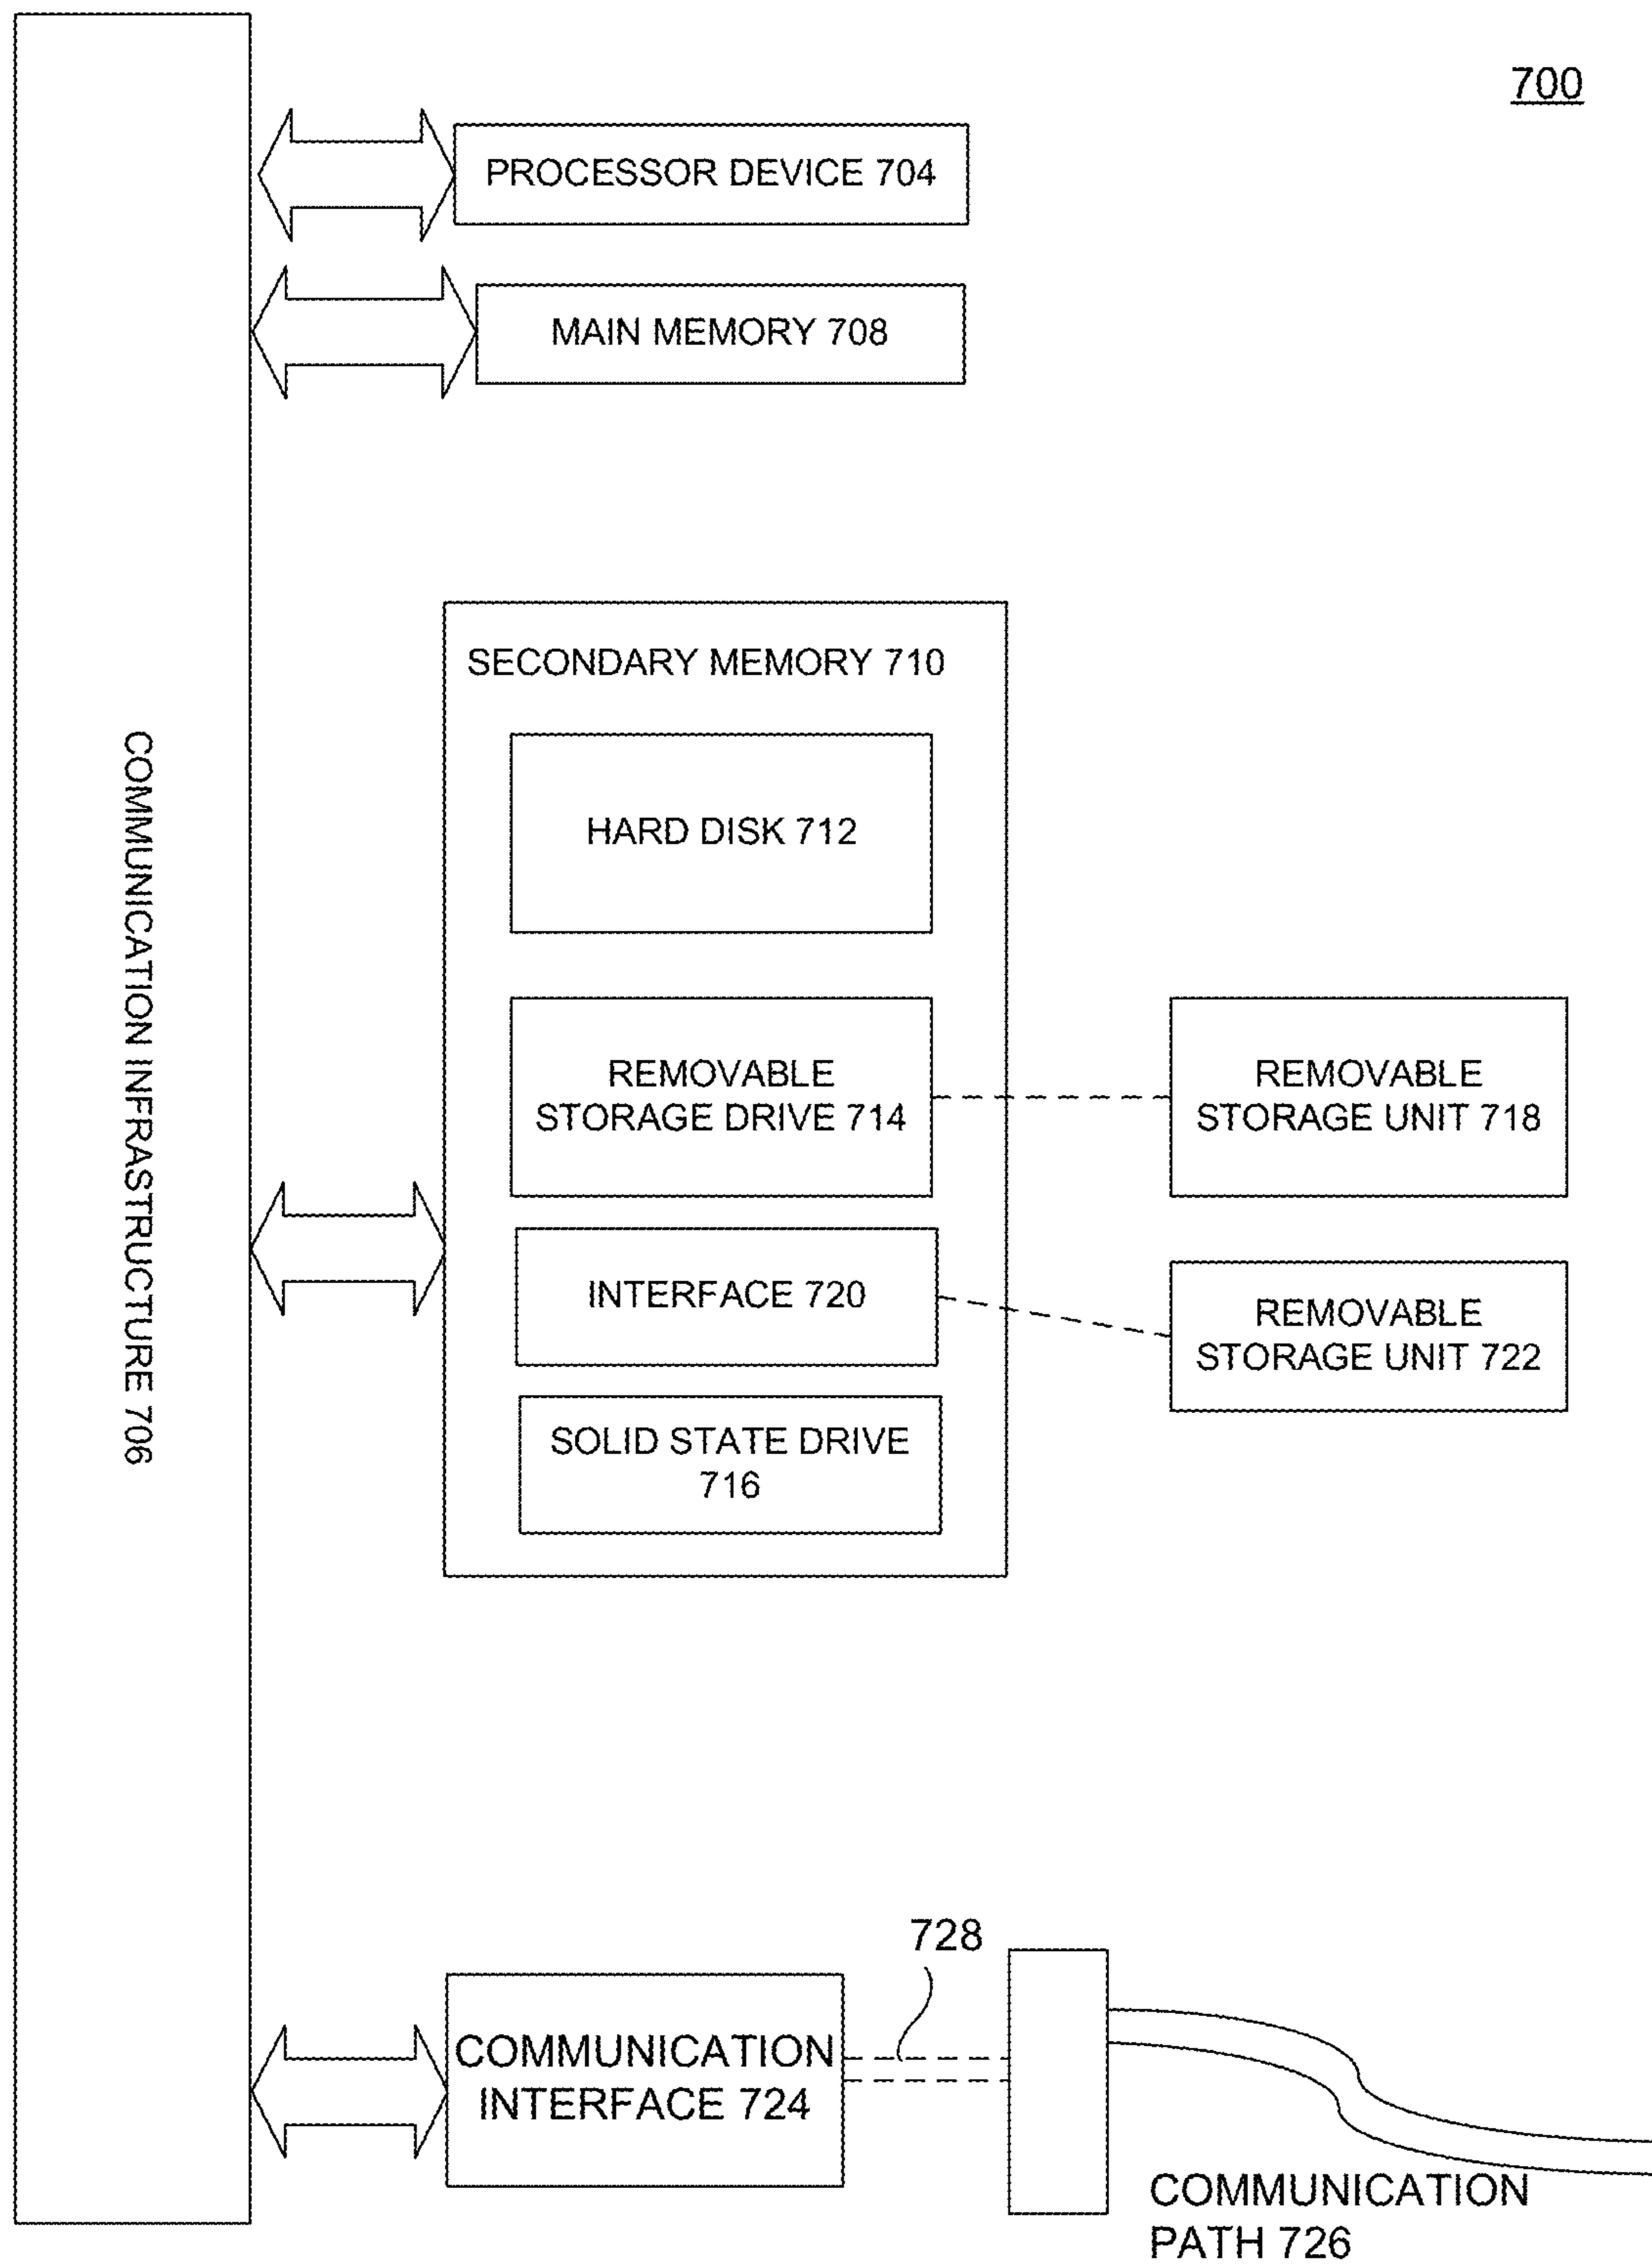 700
PROCESSOR DEVICE 704
MAIN MEMORY 708
COMMUNICATION INFRASTRUCTURE 706
SECONDARY MEMORY 710
HARD DISK 712
REMOVABLE
STORAGE DRIVE 714
REMOVABLE
STORAGE UNIT 718
INTERFACE 720
REMOVABLE
STORAGE UNIT 722
SOLID STATE DRIVE
716
728
COMMUNICATION
INTERFACE 724
COMMUNICATION
PATH 726